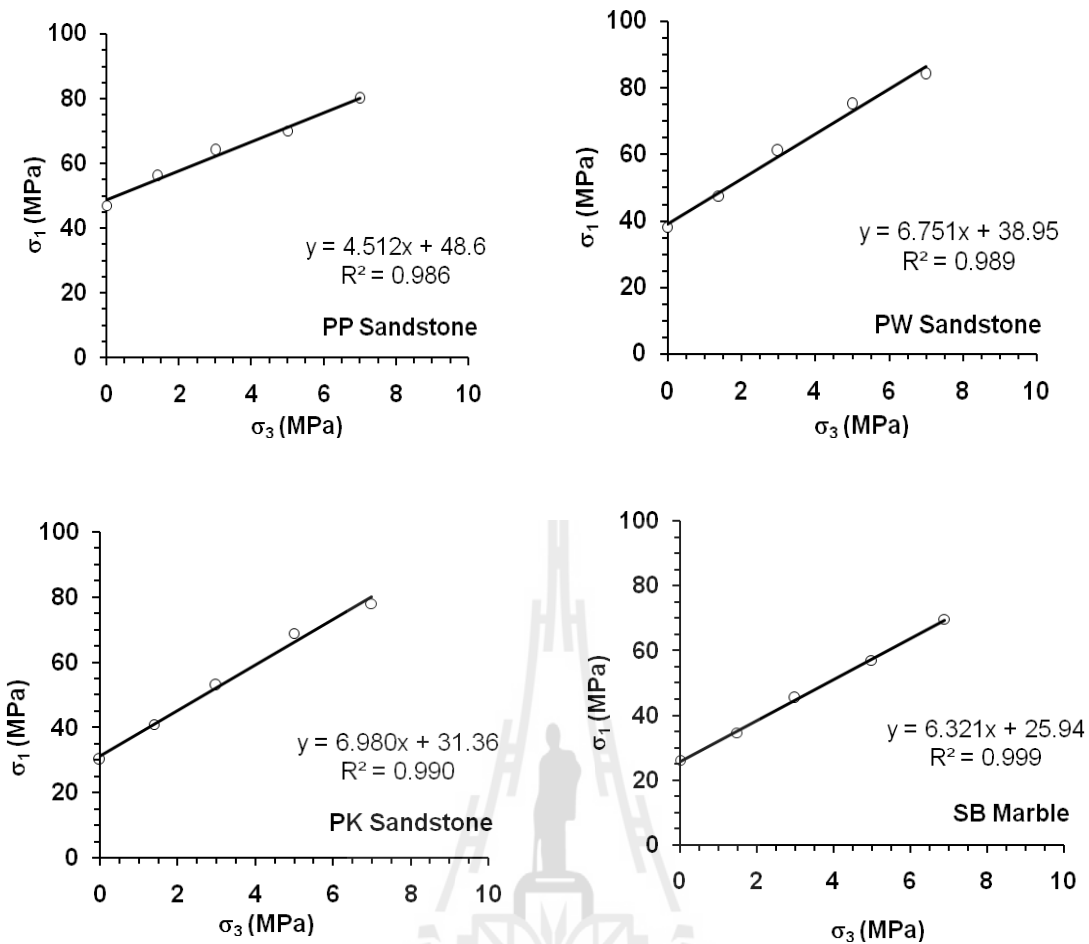 100
80
60
40
20
0
σ₁ (MPa)
y = 4.512x + 48.6
R² = 0.986
PP Sandstone
0 2 4 6 8 10
σ₃ (MPa)
100
80
60
40
20
0
σ₁ (MPa)
y = 6.751x + 38.95
R² = 0.989
PW Sandstone
0 2 4 6 8 10
σ₃ (MPa)
100
80
60
40
20
0
σ₁ (MPa)
y = 6.980x + 31.36
R² = 0.990
PK Sandstone
0 2 4 6 8 10
σ₃ (MPa)
100
80
60
40
20
0
σ₁ (MPa)
y = 6.321x + 25.94
R² = 0.999
SB Marble
0 2 4 6 8 10
σ₃ (MPa)